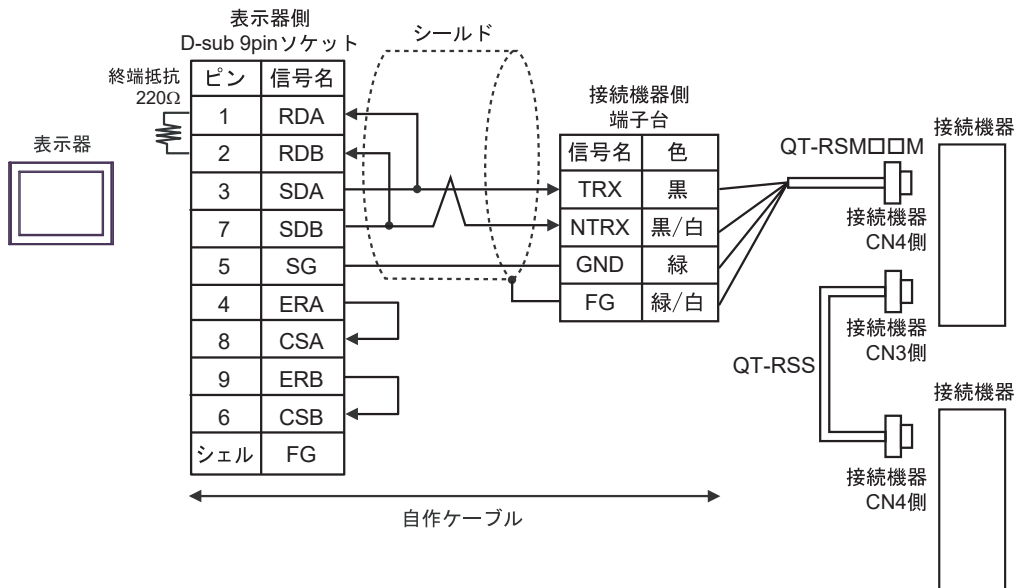 表示器
表示器側
D-sub 9pinソケット
終端抵抗
220Ω
ピン 信号名
1 RDA
2 RDB
3 SDA
7 SDB
5 SG
4 ERA
8 CSA
9 ERB
6 CSB
シェル FG
シールド
接続機器側
端子台
信号名 色
TRX 黒
NTRX 黒/白
GND 緑
FG 緑/白
自作ケーブル
QT-RSM□□M
接続機器
接続機器
CN4側
接続機器
CN3側
QT-RSS
接続機器
接続機器
CN4側